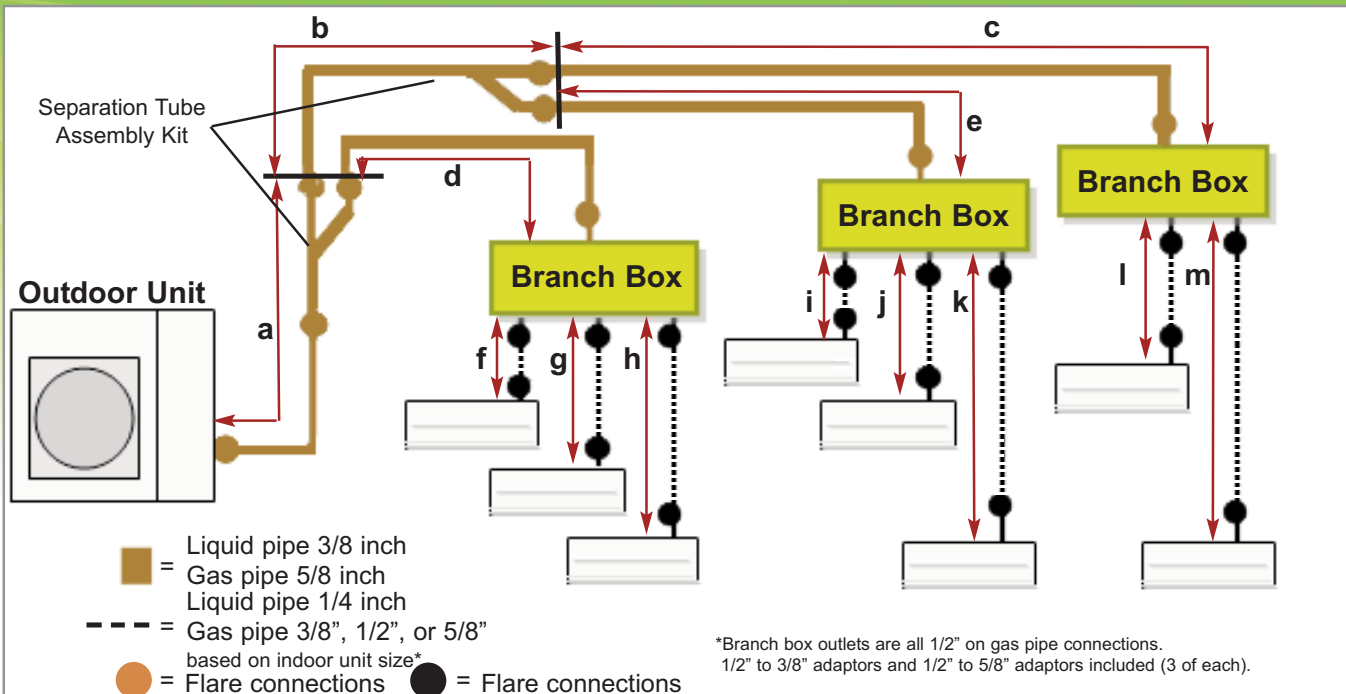 b
c
Separation Tube
Assembly Kit
e
d
Branch Box
Branch Box
Branch Box
Outdoor Unit
a
f
g
h
i
j
k
l
m
Liquid pipe 3/8 inch
= Gas pipe 5/8 inch
Liquid pipe 1/4 inch
= Gas pipe 3/8”, 1/2”, or 5/8”
based on indoor unit size*
= Flare connections
= Flare connections
*Branch box outlets are all 1/2” on gas pipe connections.
1/2” to 3/8” adaptors and 1/2” to 5/8” adaptors included (3 of each).